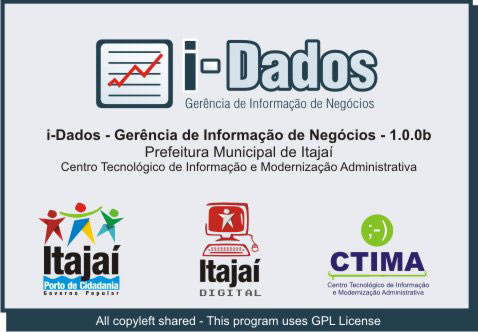 i-Dados
Gerência de Informação de Negócios
i-Dados - Gerência de Informação de Negócios - 1.0.0b
Prefeitura Municipal de Itajaí
Centro Tecnológico de Informação e Modernização Administrativa
Itajaí
Porto de Cidadania
Governo Popular
Itajaí
DIGITAL
;-)
CTIMA
Centro Tecnológico de Informação
e Modernização Administrativa
All copyleft shared - This program uses GPL License